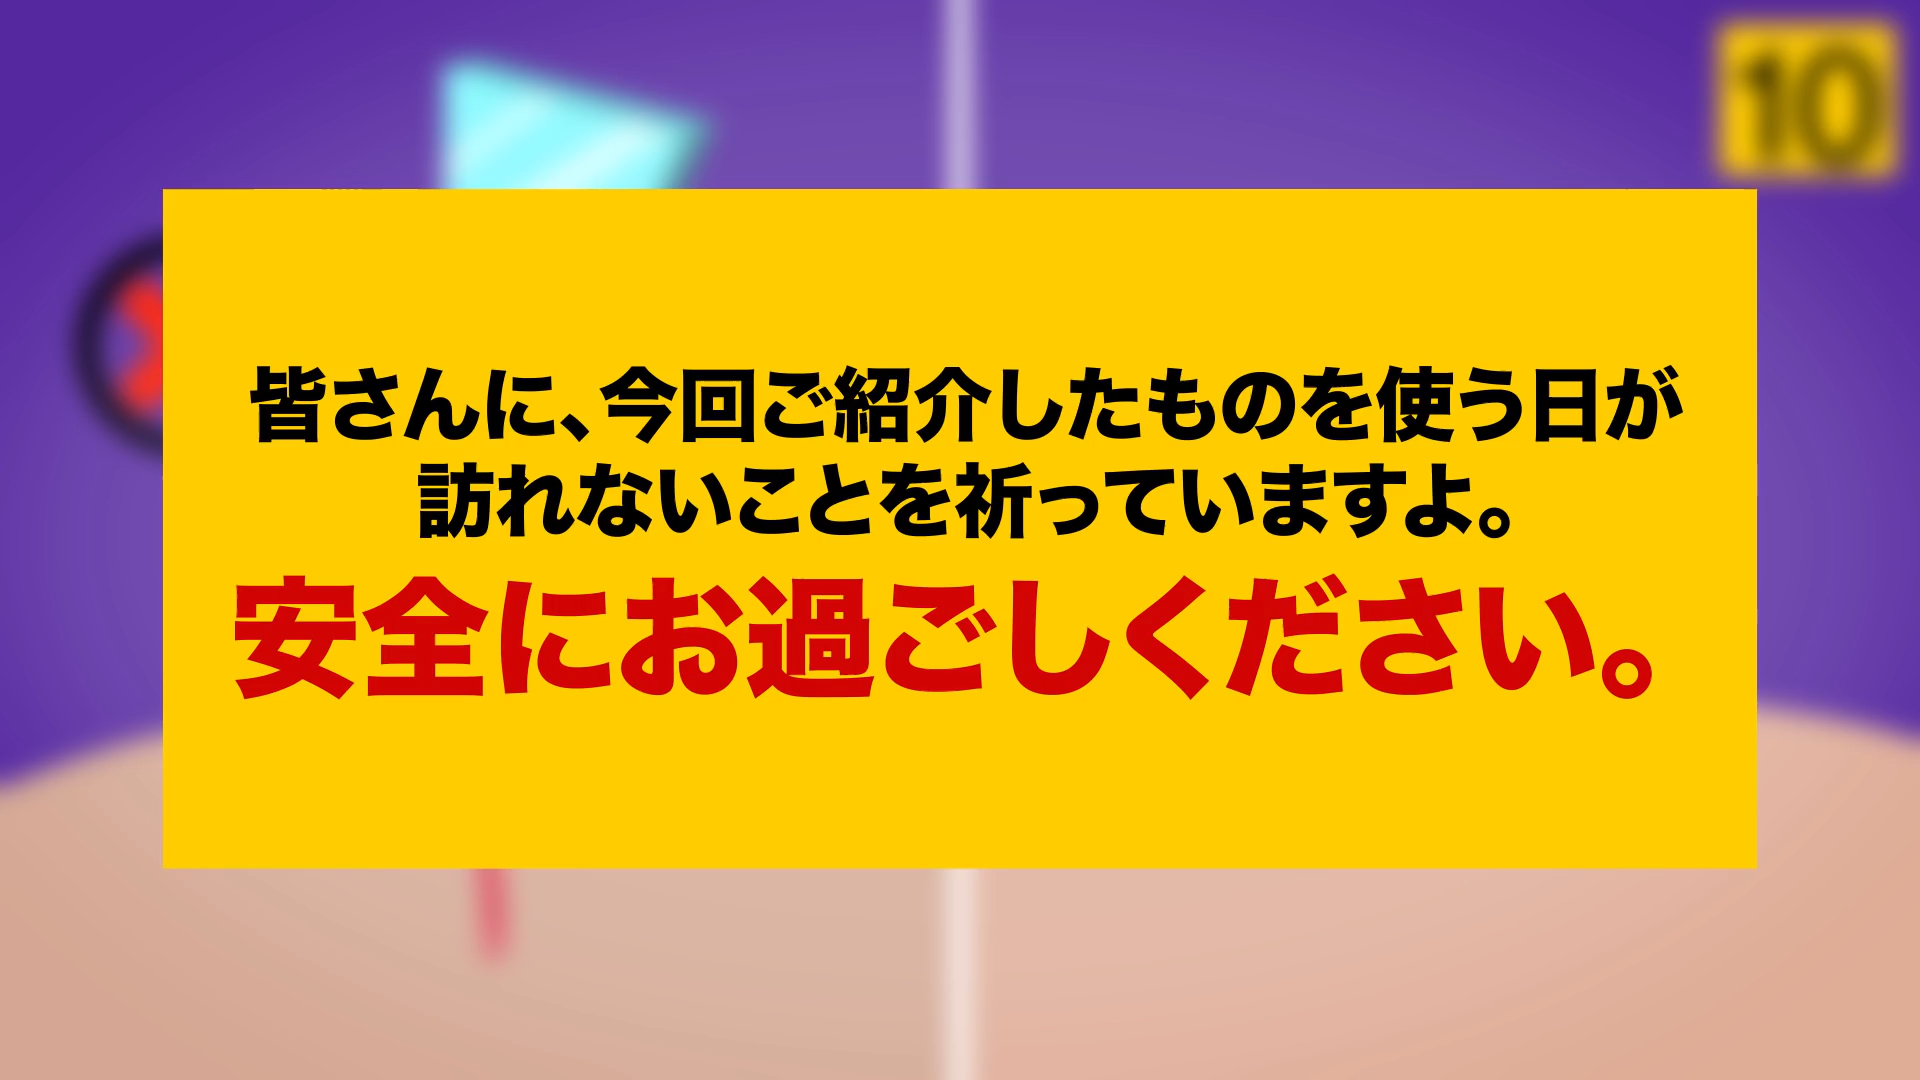 10
皆さんに、今回ご紹介したものを使う日が
訪れないことを祈っていますよ。
安全にお過ごしください。